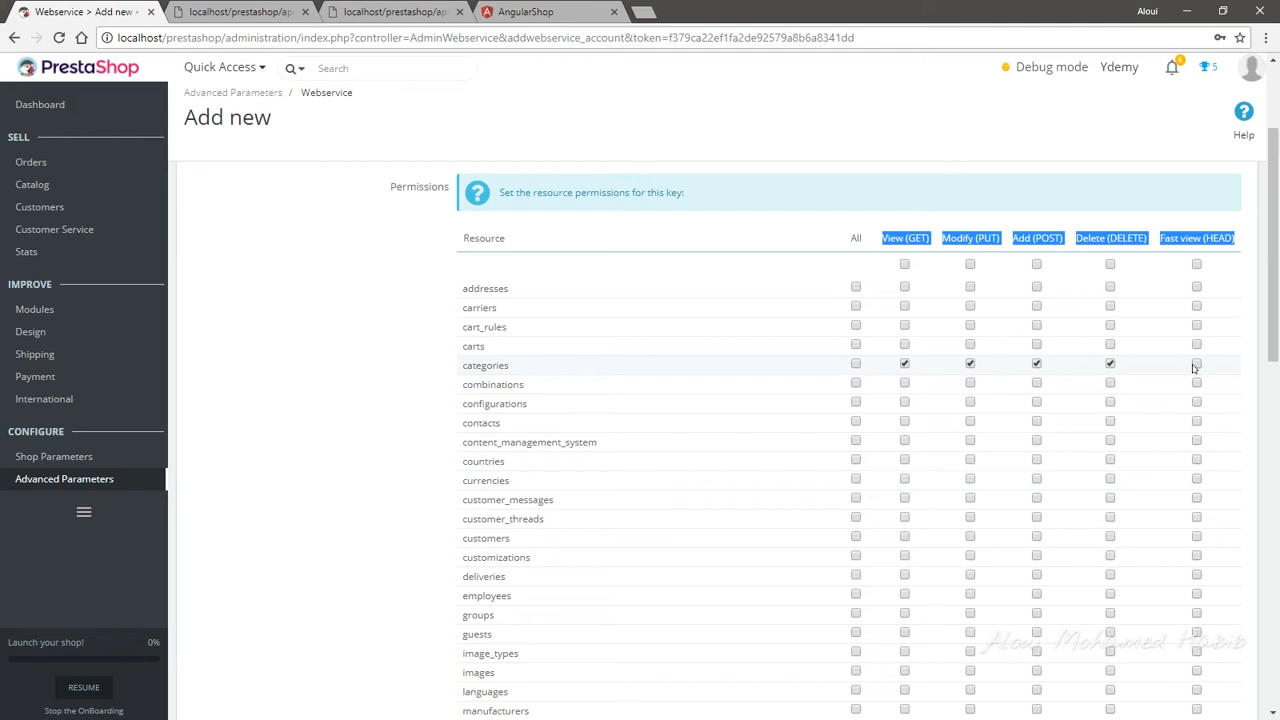 Webservice > Add new
localhost/prestashop/ap
localhost/prestashop/ap
AngularShop
Aloui
localhost/prestashop/administration/index.php?controller=AdminWebservice&addwebservice_account&token=f379ca22ef1fa2de92579a8b6a8341dd
PrestaShop
Quick Access
Search
Debug mode
Ydemy
6
5
Advanced Parameters / Webservice
Add new
Help
Dashboard
SELL
Orders
Catalog
Customers
Customer Service
Stats
IMPROVE
Modules
Design
Shipping
Payment
International
CONFIGURE
Shop Parameters
Advanced Parameters
Launch your shop! 0%
RESUME
Stop the OnBoarding
Permissions
Set the resource permissions for this key:
Resource All View (GET) Modify (PUT) Add (POST) Delete (DELETE) Fast view (HEAD)
addresses
carriers
cart_rules
carts
categories
combinations
configurations
contacts
content_management_system
countries
currencies
customer_messages
customer_threads
customers
customizations
deliveries
employees
groups
guests
image_types
images
languages
manufacturers
Aloui Mohamed Habib